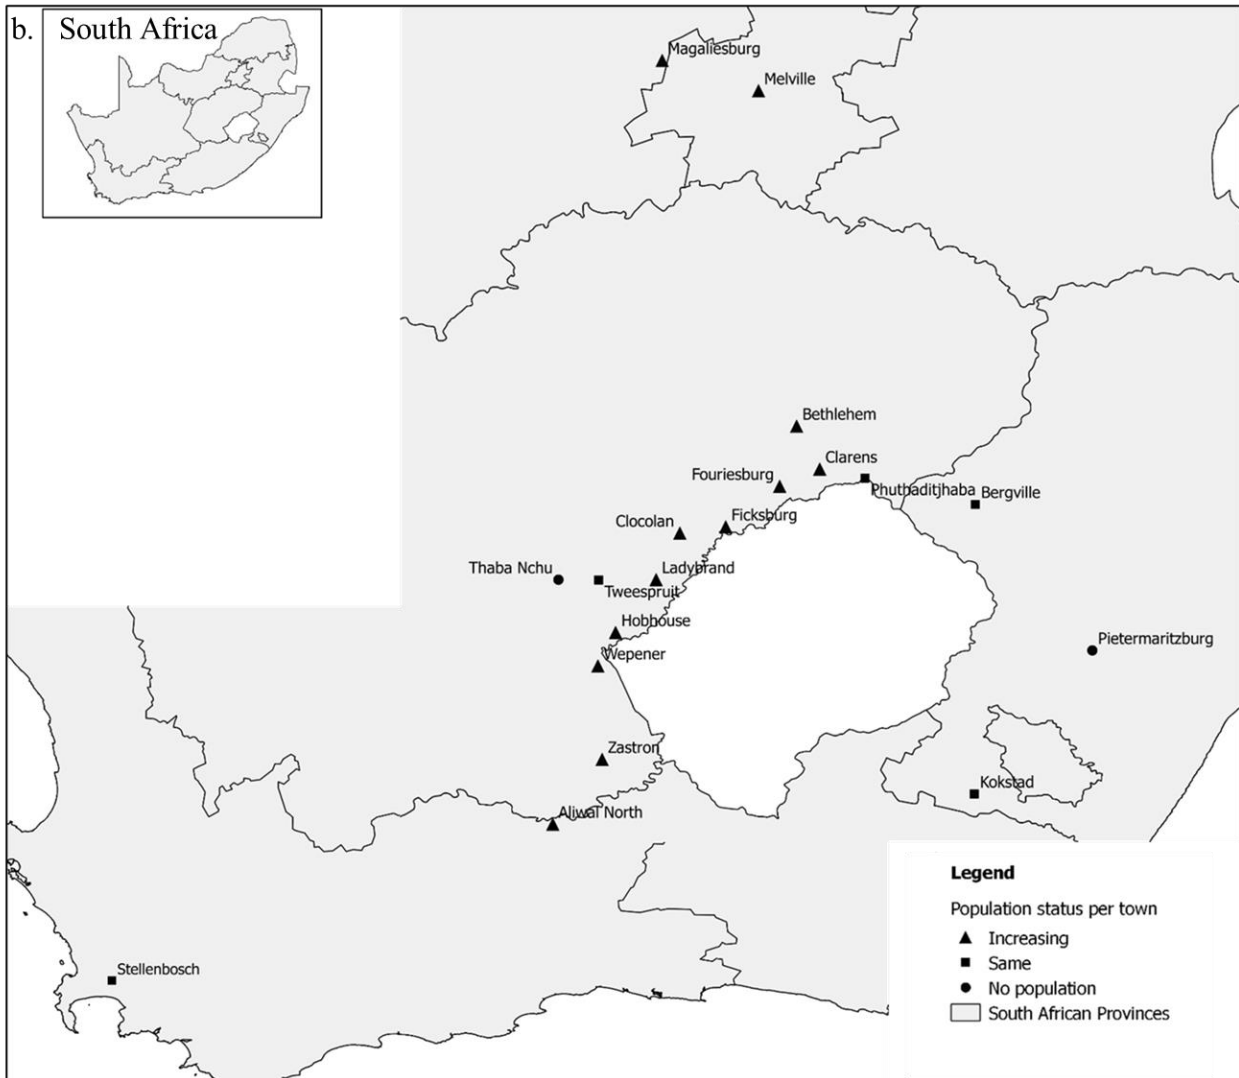 b. South Africa
Magaliesburg
Melville
Bethlehem
Clarens
Fouriesburg
Phuthaditjhaba
Bergville
Ficksburg
Clocolan
Thaba Nchu
Ladybrand
Tweespruit
Hobhouse
Pietermaritzburg
Wepener
Zastron
Kokstad
Aliwal North
Stellenbosch
Legend
Population status per town
Increasing
Same
No population
South African Provinces